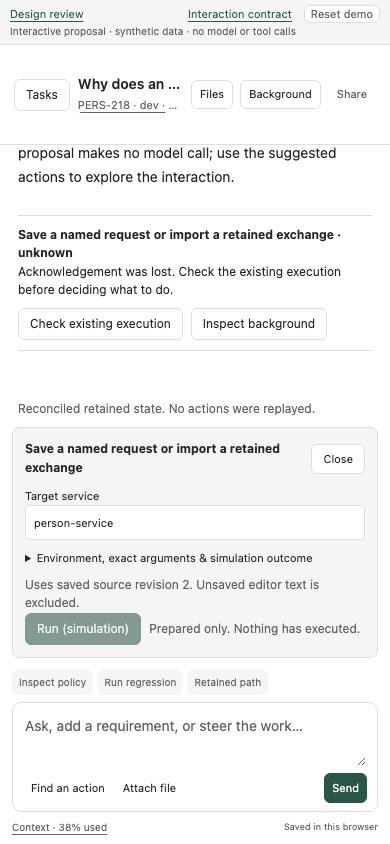 Design review
Interaction contract
Reset demo
Interactive proposal · synthetic data · no model or tool calls
Tasks
Why does an ...
PERS-218 · dev · ...
Files
Background
Share
proposal makes no model call; use the suggested
actions to explore the interaction.
Save a named request or import a retained exchange ·
unknown
Acknowledgement was lost. Check the existing execution
before deciding what to do.
Check existing execution
Inspect background
Reconciled retained state. No actions were replayed.
Save a named request or import a retained
exchange
Close
Target service
person-service
Environment, exact arguments & simulation outcome
Uses saved source revision 2. Unsaved editor text is
excluded.
Run (simulation)
Prepared only. Nothing has executed.
Inspect policy
Run regression
Retained path
Ask, add a requirement, or steer the work...
Find an action
Attach file
Send
Context · 38% used
Saved in this browser